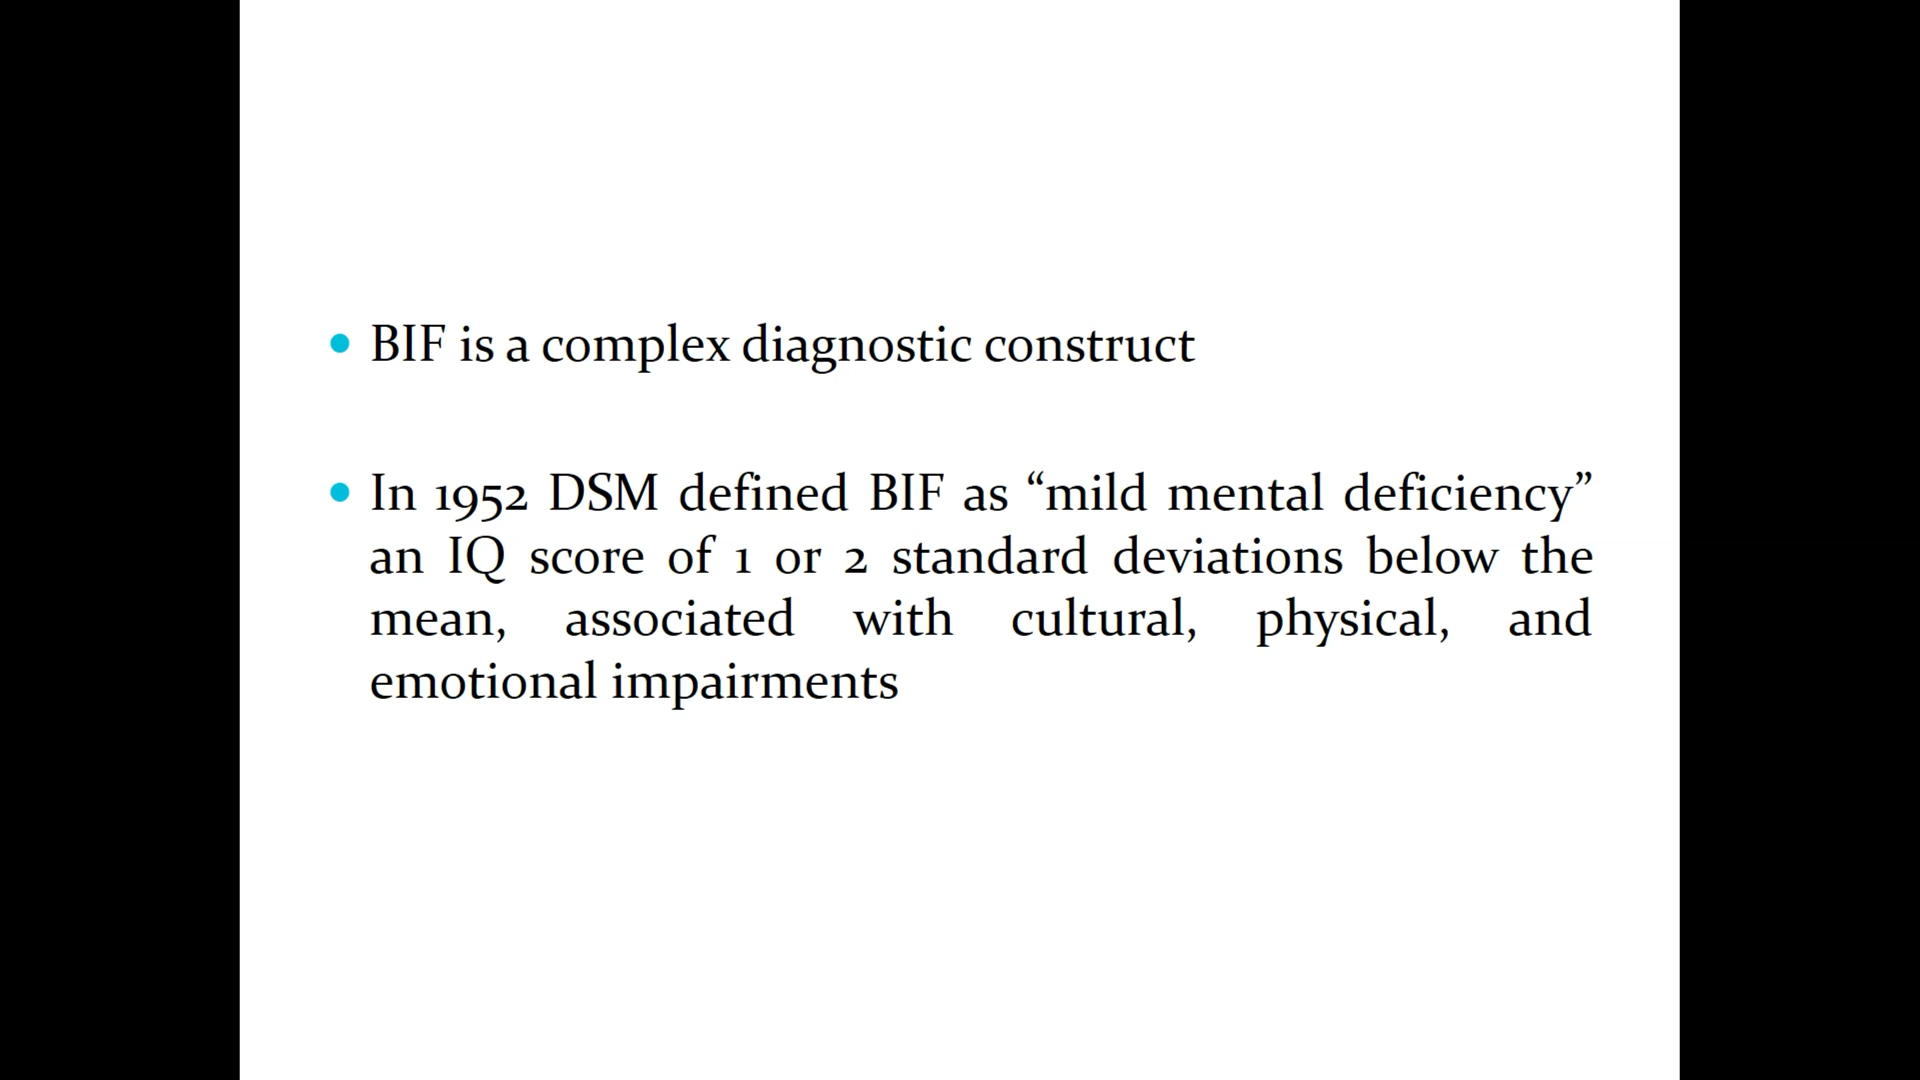 • BIF is a complex diagnostic construct
• In 1952 DSM defined BIF as “mild mental deficiency”
an IQ score of 1 or 2 standard deviations below the
mean, associated with cultural, physical, and
emotional impairments